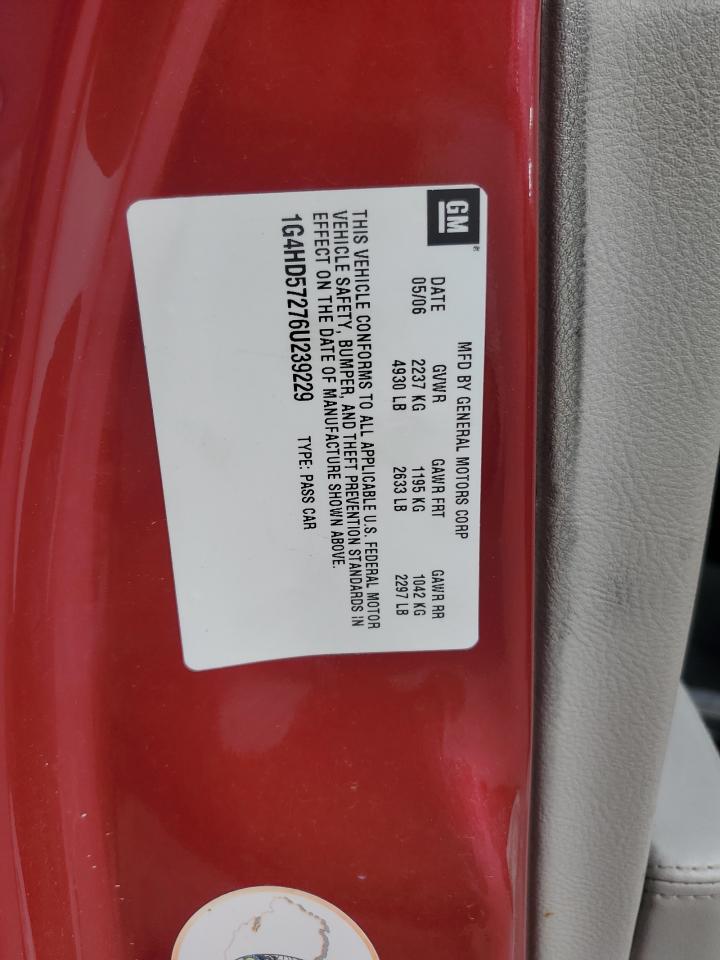 GM®
MFD BY GENERAL MOTORS CORP
DATE GVWR GAWR FRT GAWR RR
05/06 2237 KG 1195 KG 1042 KG
4930 LB 2633 LB 2297 LB
THIS VEHICLE CONFORMS TO ALL APPLICABLE U.S. FEDERAL MOTOR
VEHICLE SAFETY, BUMPER, AND THEFT PREVENTION STANDARDS IN
EFFECT ON THE DATE OF MANUFACTURE SHOWN ABOVE.
1G4HD57276U239229 TYPE: PASS CAR